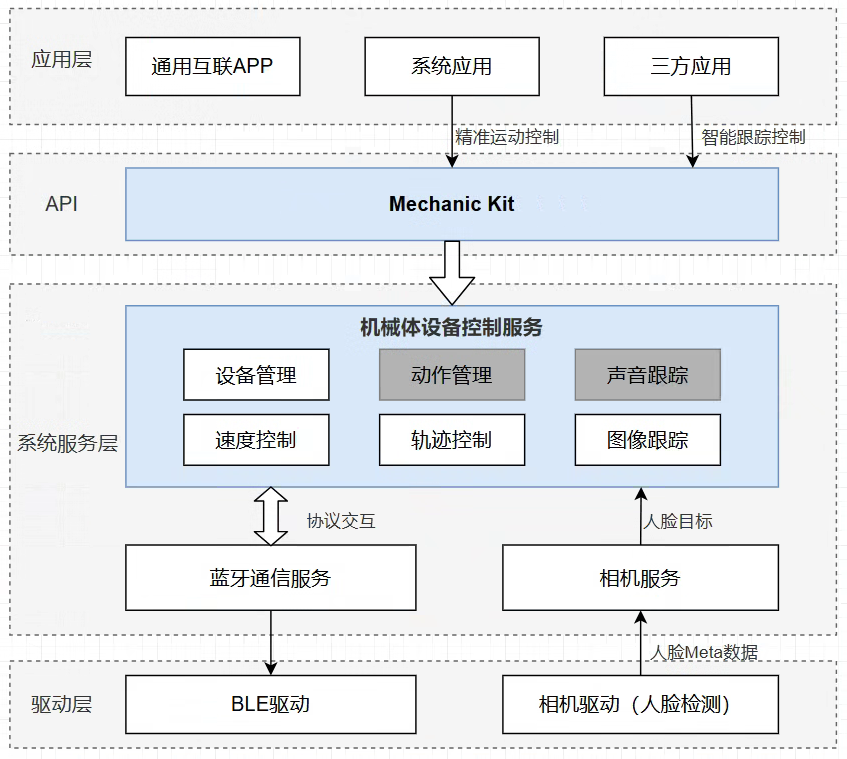 应用层
通用互联APP
系统应用
三方应用
精准运动控制
智能跟踪控制
API
Mechanic Kit
机械体设备控制服务
设备管理
动作管理
声音跟踪
系统服务层
速度控制
轨迹控制
图像跟踪
协议交互
人脸目标
蓝牙通信服务
相机服务
人脸Meta数据
驱动层
BLE驱动
相机驱动（人脸检测）